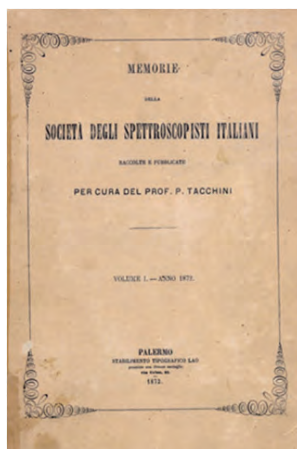 MEMORIE
DELLA
SOCIETÀ DEGLI SPETTROSCOPISTI ITALIANI
RACCOLTE E PUBBLICATE
PER CURA DEL PROF. P. TACCHINI
VOLUME I. — ANNO 1872.
PALERMO
STABILIMENTO TIPOGRAFICO LAO
1872.